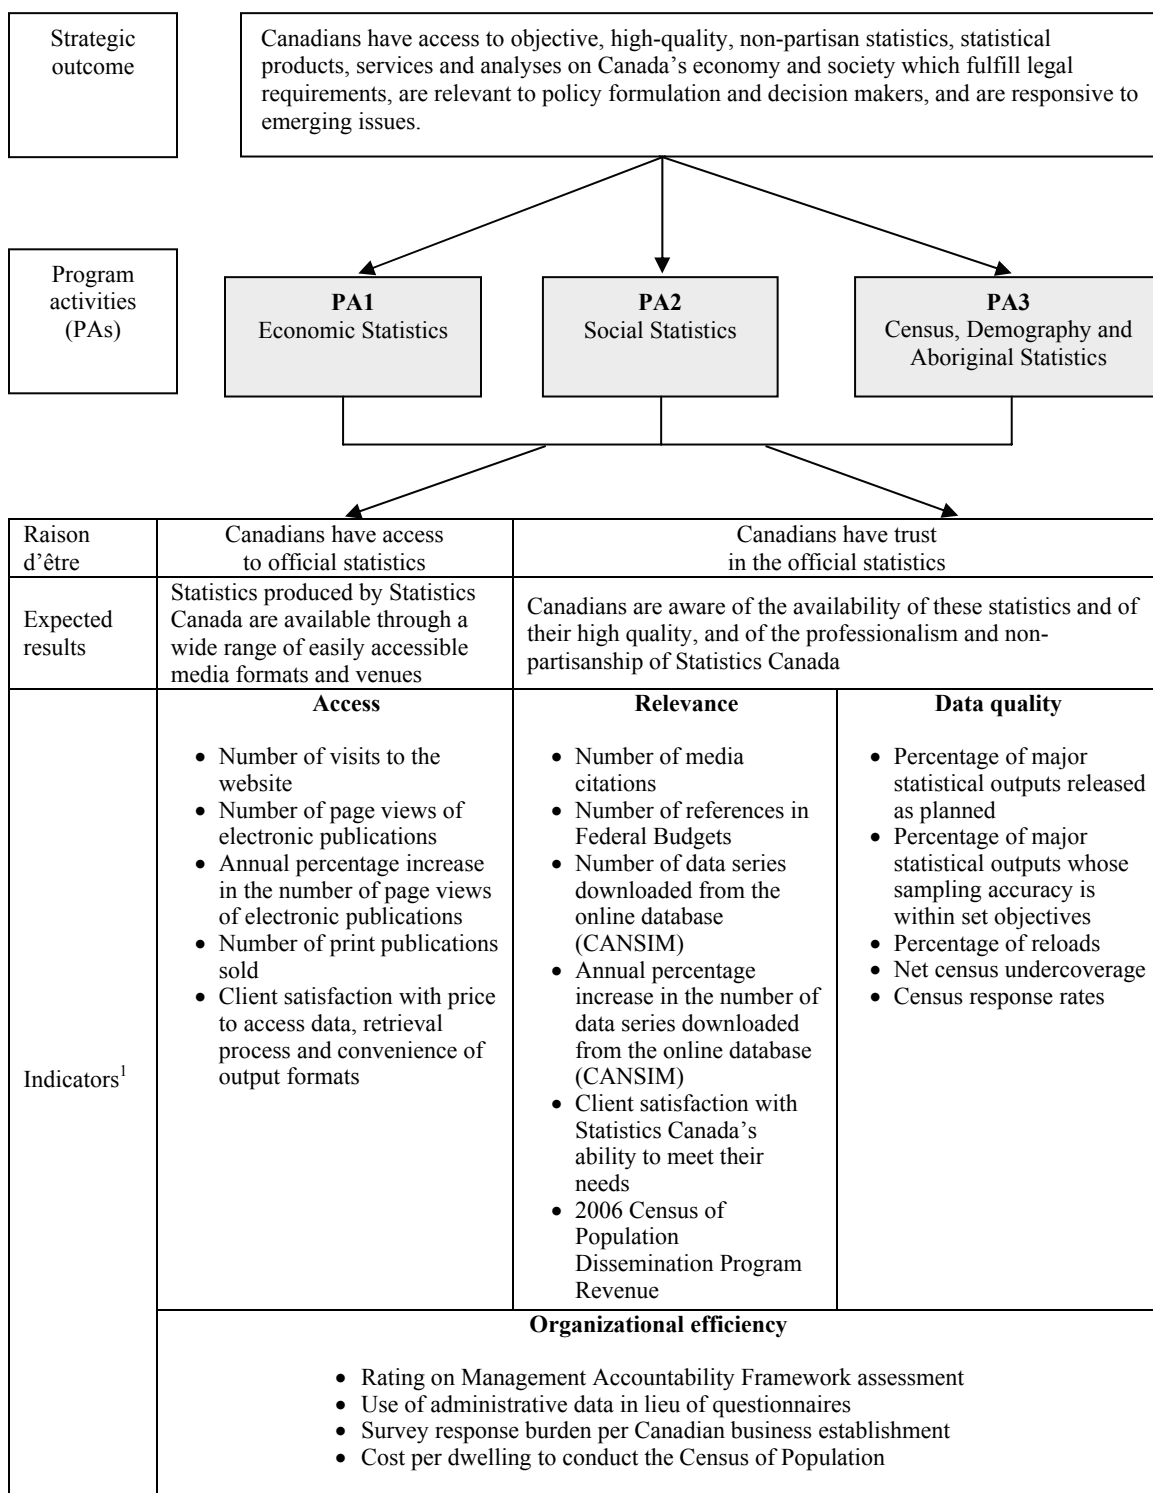 Strategic
outcome
Canadians have access to objective, high-quality, non-partisan statistics, statistical
products, services and analyses on Canada's economy and society which fulfill legal
requirements, are relevant to policy formulation and decision makers, and are responsive to
emerging issues.
Program
activities
(PAs)
PA1
Economic Statistics
PA2
Social Statistics
PA3
Census, Demography and
Aboriginal Statistics
Raison
d'être
Canadians have access
to official statistics
Canadians have trust
in the official statistics
Expected
results
Statistics produced by Statistics
Canada are available through a
wide range of easily accessible
media formats and venues
Canadians are aware of the availability of these statistics and of
their high quality, and of the professionalism and non-
partisanship of Statistics Canada
Indicators1
Access
• Number of visits to the
website
• Number of page views of
electronic publications
• Annual percentage increase
in the number of page views
of electronic publications
• Number of print publications
sold
• Client satisfaction with price
to access data, retrieval
process and convenience of
output formats
Relevance
• Number of media
citations
• Number of references in
Federal Budgets
• Number of data series
downloaded from the
online database
(CANSIM)
• Annual percentage
increase in the number of
data series downloaded
from the online database
(CANSIM)
• Client satisfaction with
Statistics Canada's
ability to meet their
needs
• 2006 Census of
Population
Dissemination Program
Revenue
Data quality
• Percentage of major
statistical outputs released
as planned
• Percentage of major
statistical outputs whose
sampling accuracy is
within set objectives
• Percentage of reloads
• Net census undercoverage
• Census response rates
Organizational efficiency
• Rating on Management Accountability Framework assessment
• Use of administrative data in lieu of questionnaires
• Survey response burden per Canadian business establishment
• Cost per dwelling to conduct the Census of Population